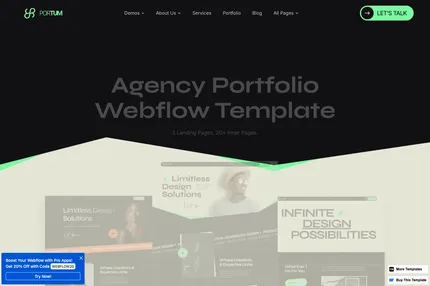 PORTUM
Demos
About Us
Services
Portfolio
Blog
All Pages
LET'S TALK
Agency Portfolio
Webflow Template
3 Landing Pages, 20+ Inner Pages.
Limitless Design
Solutions
Limitless
Design
Solutions
INFINITE
DESIGN
POSSIBILITIES
Boost Your Webflow with Pro Apps!
Get 20% OFF with Code
Try Now!
More Templates
Buy This Template